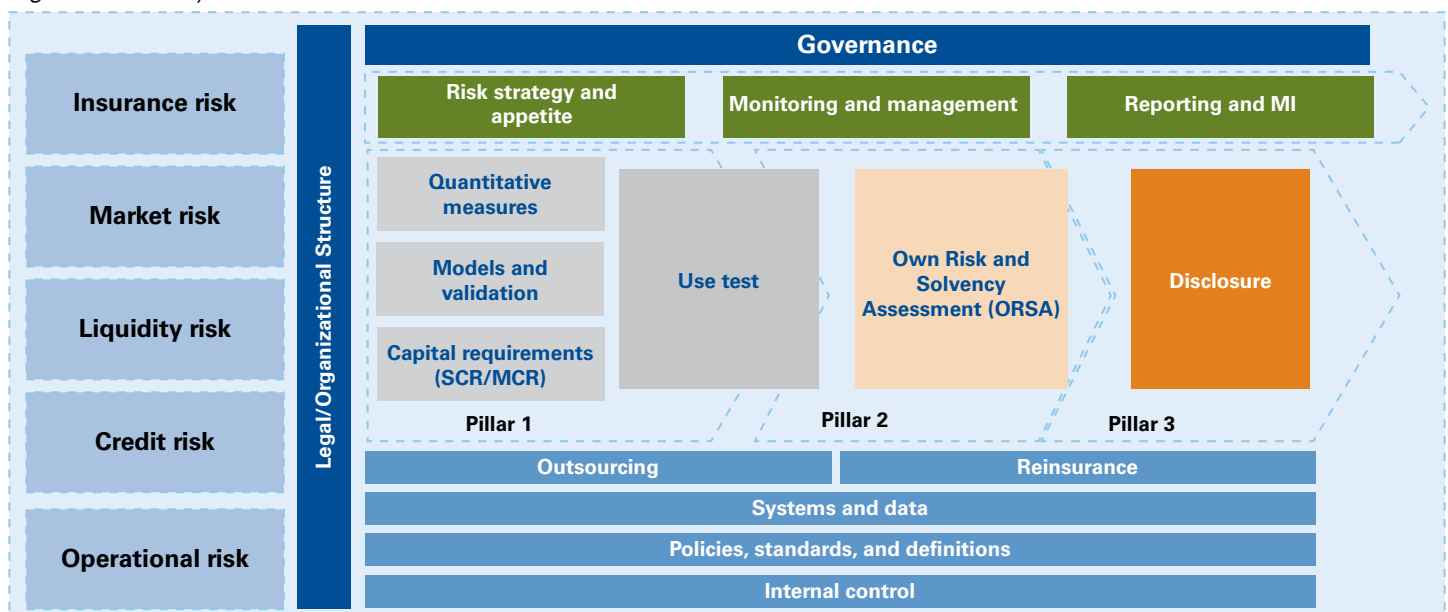 Insurance risk
Market risk
Liquidity risk
Credit risk
Operational risk
Legal/Organizational Structure
Governance
Risk strategy and
appetite
Monitoring and management
Reporting and MI
Quantitative
measures
Models and
validation
Capital requirements
(SCR/MCR)
Use test
Own Risk and
Solvency
Assessment (ORSA)
Disclosure
Pillar 1
Pillar 2
Pillar 3
Outsourcing
Reinsurance
Systems and data
Policies, standards, and definitions
Internal control